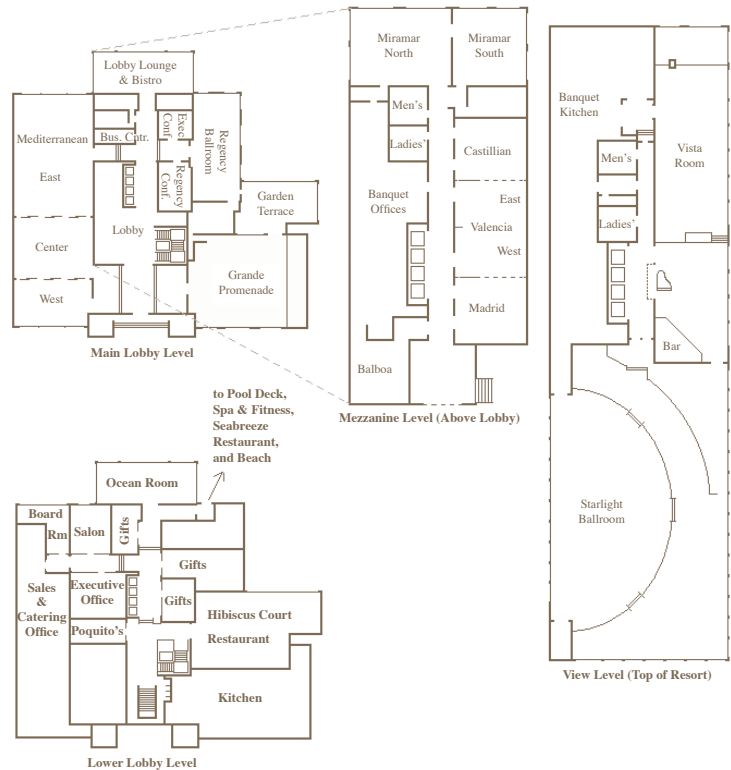 Lobby Lounge
& Bistro
Mediterranean
Bus. Cntr.
Exec.
Conf.
Regency
Ballroom
East
Regency
Conf.
Garden
Terrace
Lobby
Center
Grande
Promenade
West
Main Lobby Level
Miramar
North
Miramar
South
Men's
Ladies'
Castillian
Banquet
Offices
East
Valencia
West
Madrid
Balboa
Mezzanine Level (Above Lobby)
Banquet
Kitchen
Men's
Vista
Room
Ladies'
Bar
Starlight
Ballroom
View Level (Top of Resort)
to Pool Deck,
Spa & Fitness,
Seabreeze
Restaurant,
and Beach
Ocean Room
Board
Rm
Salon
Gifts
Gifts
Sales
&
Catering
Office
Executive
Office
Gifts
Hibiscus Court
Restaurant
Poquito's
Kitchen
Lower Lobby Level